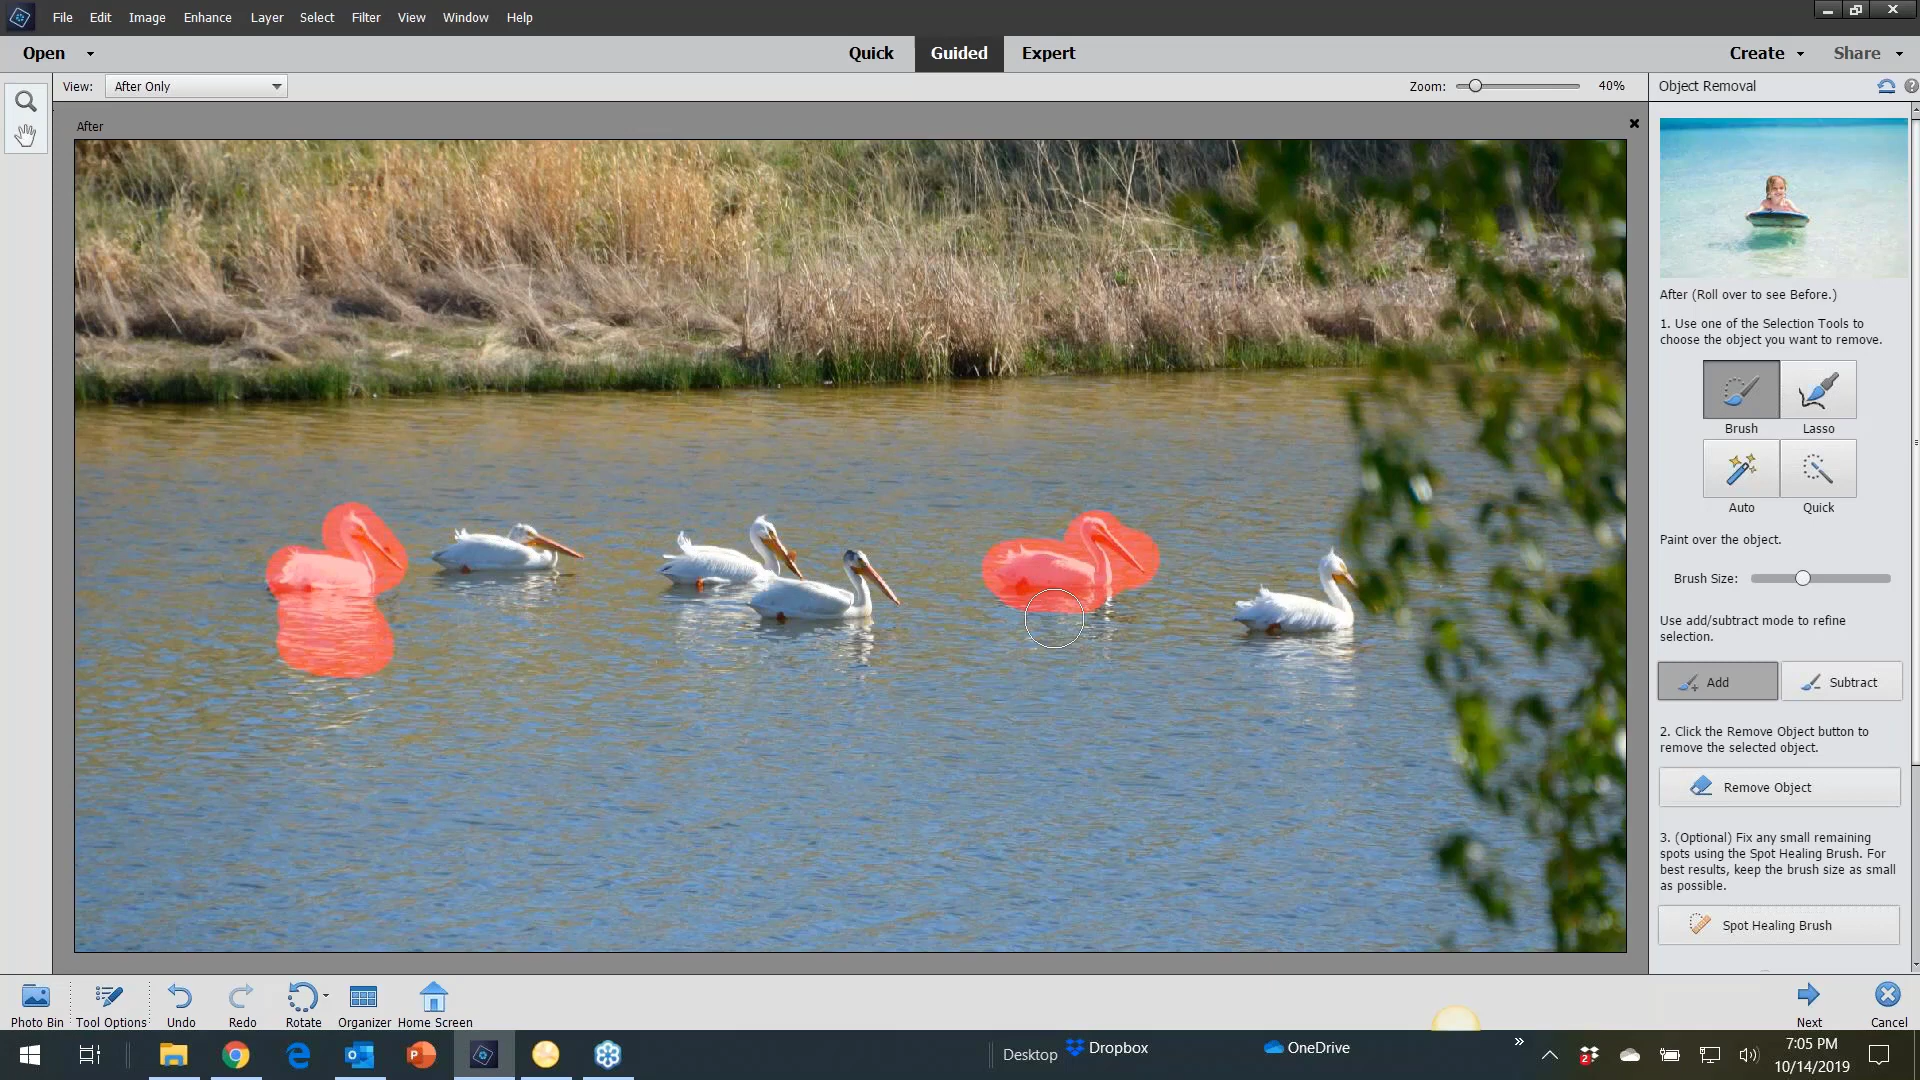 File Edit Image Enhance Layer Select Filter View Window Help
Open Quick Guided Expert Create Share
View: After Only Zoom: 40% Object Removal
After
After (Roll over to see Before.)
1. Use one of the Selection Tools to
choose the object you want to remove.
Brush Lasso
Auto Quick
Paint over the object.
Brush Size:
Use add/subtract mode to refine
selection.
Add Subtract
2. Click the Remove Object button to
remove the selected object.
Remove Object
3. (Optional) Fix any small remaining
spots using the Spot Healing Brush. For
best results, keep the brush size as small
as possible.
Spot Healing Brush
Photo Bin Tool Options Undo Redo Rotate Organizer Home Screen Next Cancel
Desktop Dropbox OneDrive 2 7:05 PM
10/14/2019